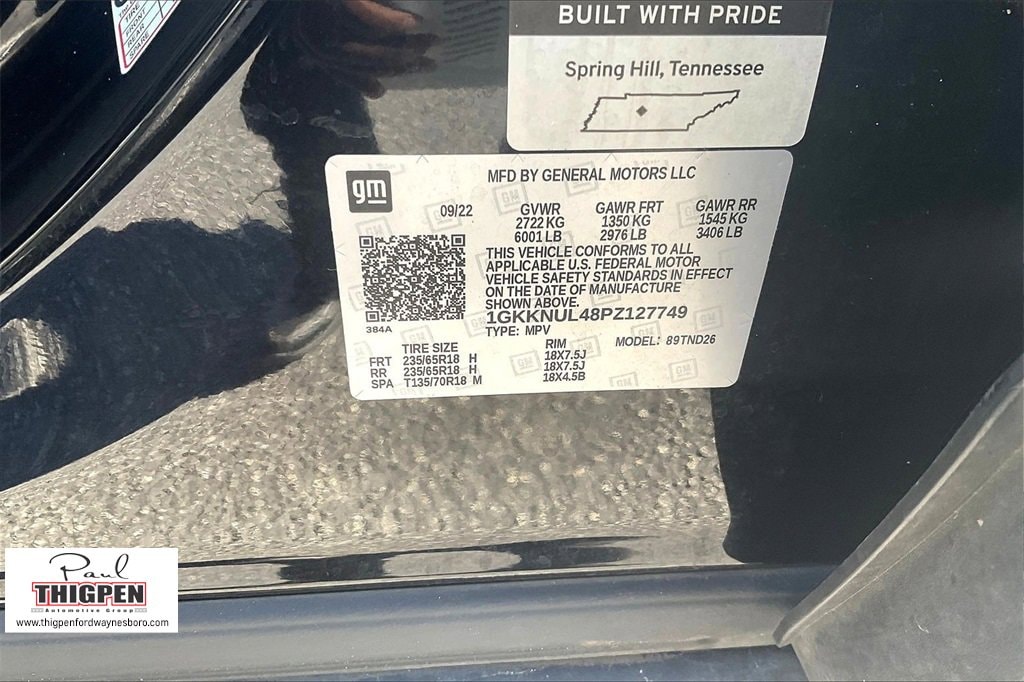 TIRE
FRONT
REAR
SPARE
BUILT WITH PRIDE
Spring Hill, Tennessee
gm
MFD BY GENERAL MOTORS LLC
09/22 GVWR GAWR FRT GAWR RR
2722 KG 1350 KG 1545 KG
6001 LB 2976 LB 3406 LB
THIS VEHICLE CONFORMS TO ALL
APPLICABLE U.S. FEDERAL MOTOR
VEHICLE SAFETY STANDARDS IN EFFECT
ON THE DATE OF MANUFACTURE
SHOWN ABOVE.
1GKKNUL48PZ127749
384A
TYPE: MPV MODEL: 89TND26
TIRE SIZE RIM
FRT 235/65R18 H 18X7.5J
RR 235/65R18 H 18X7.5J
SPA T135/70R18 M 18X4.5B
Paul
THIGPEN
Automotive Group
www.thigpenfordwaynesboro.com